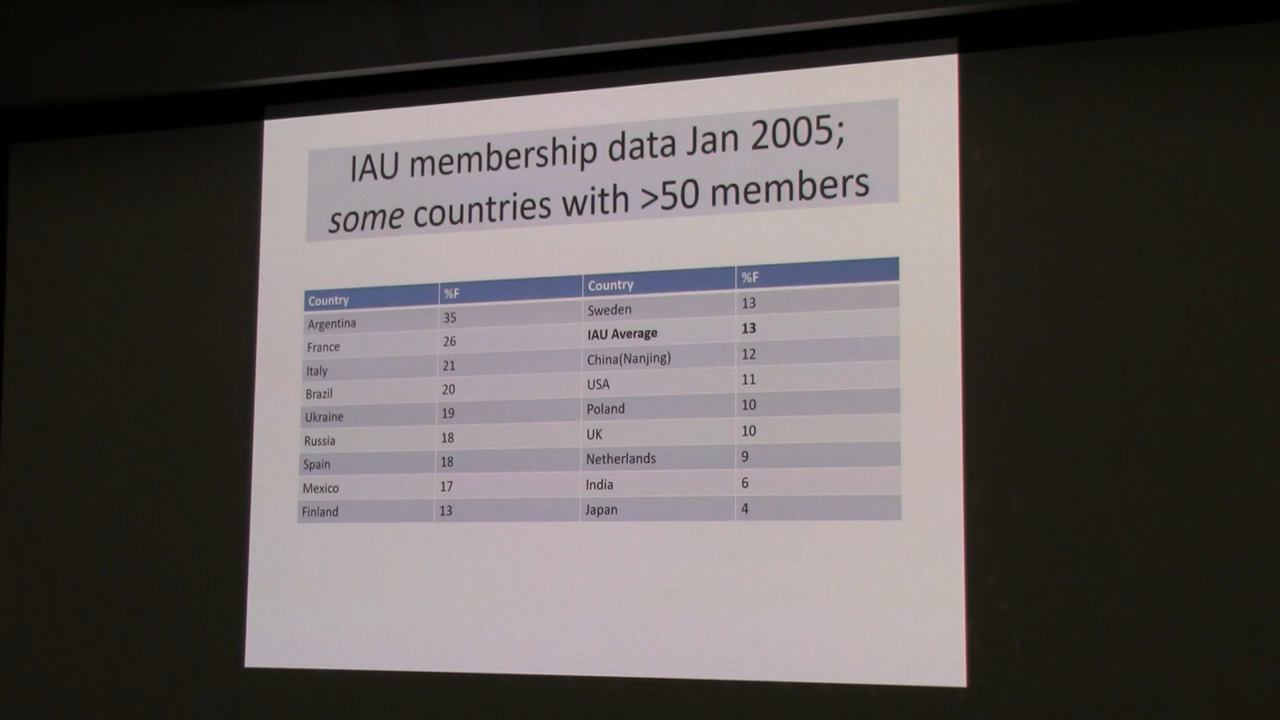 IAU membership data Jan 2005;
some countries with >50 members
Country %F Country %F
Argentina 35 Sweden 13
France 26 IAU Average 13
Italy 21 China(Nanjing) 12
Brazil 20 USA 11
Ukraine 19 Poland 10
Russia 18 UK 10
Spain 18 Netherlands 9
Mexico 17 India 6
Finland 13 Japan 4